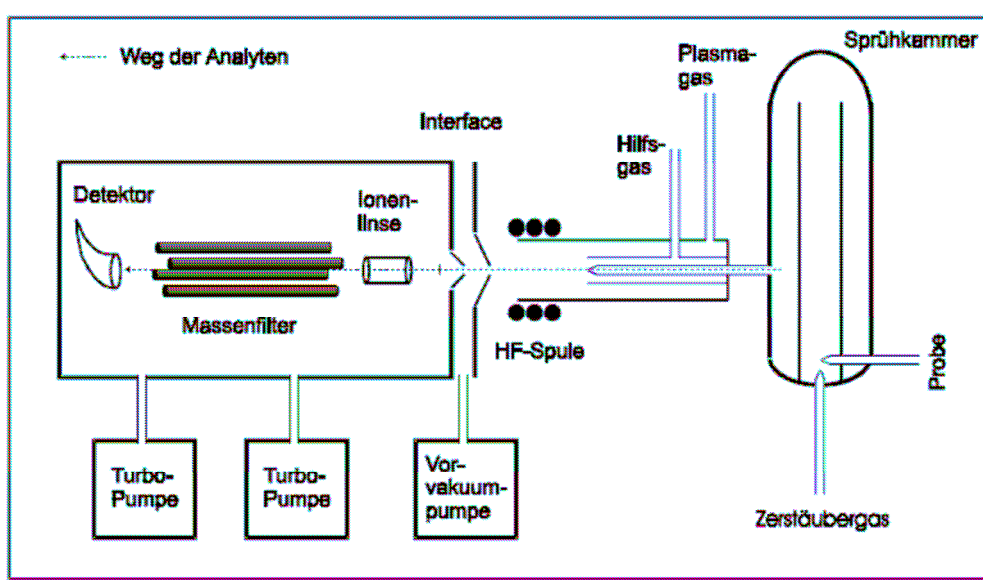 Weg der Analyten
Sprühkammer
Plasma-
gas
Interface
Hilfs-
gas
Detektor
Ionen-
linse
Massenfilter
HF-Spule
Probe
Turbo-
Pumpe
Turbo-
Pumpe
Vor-
vakuum-
pumpe
Zerstäubergas